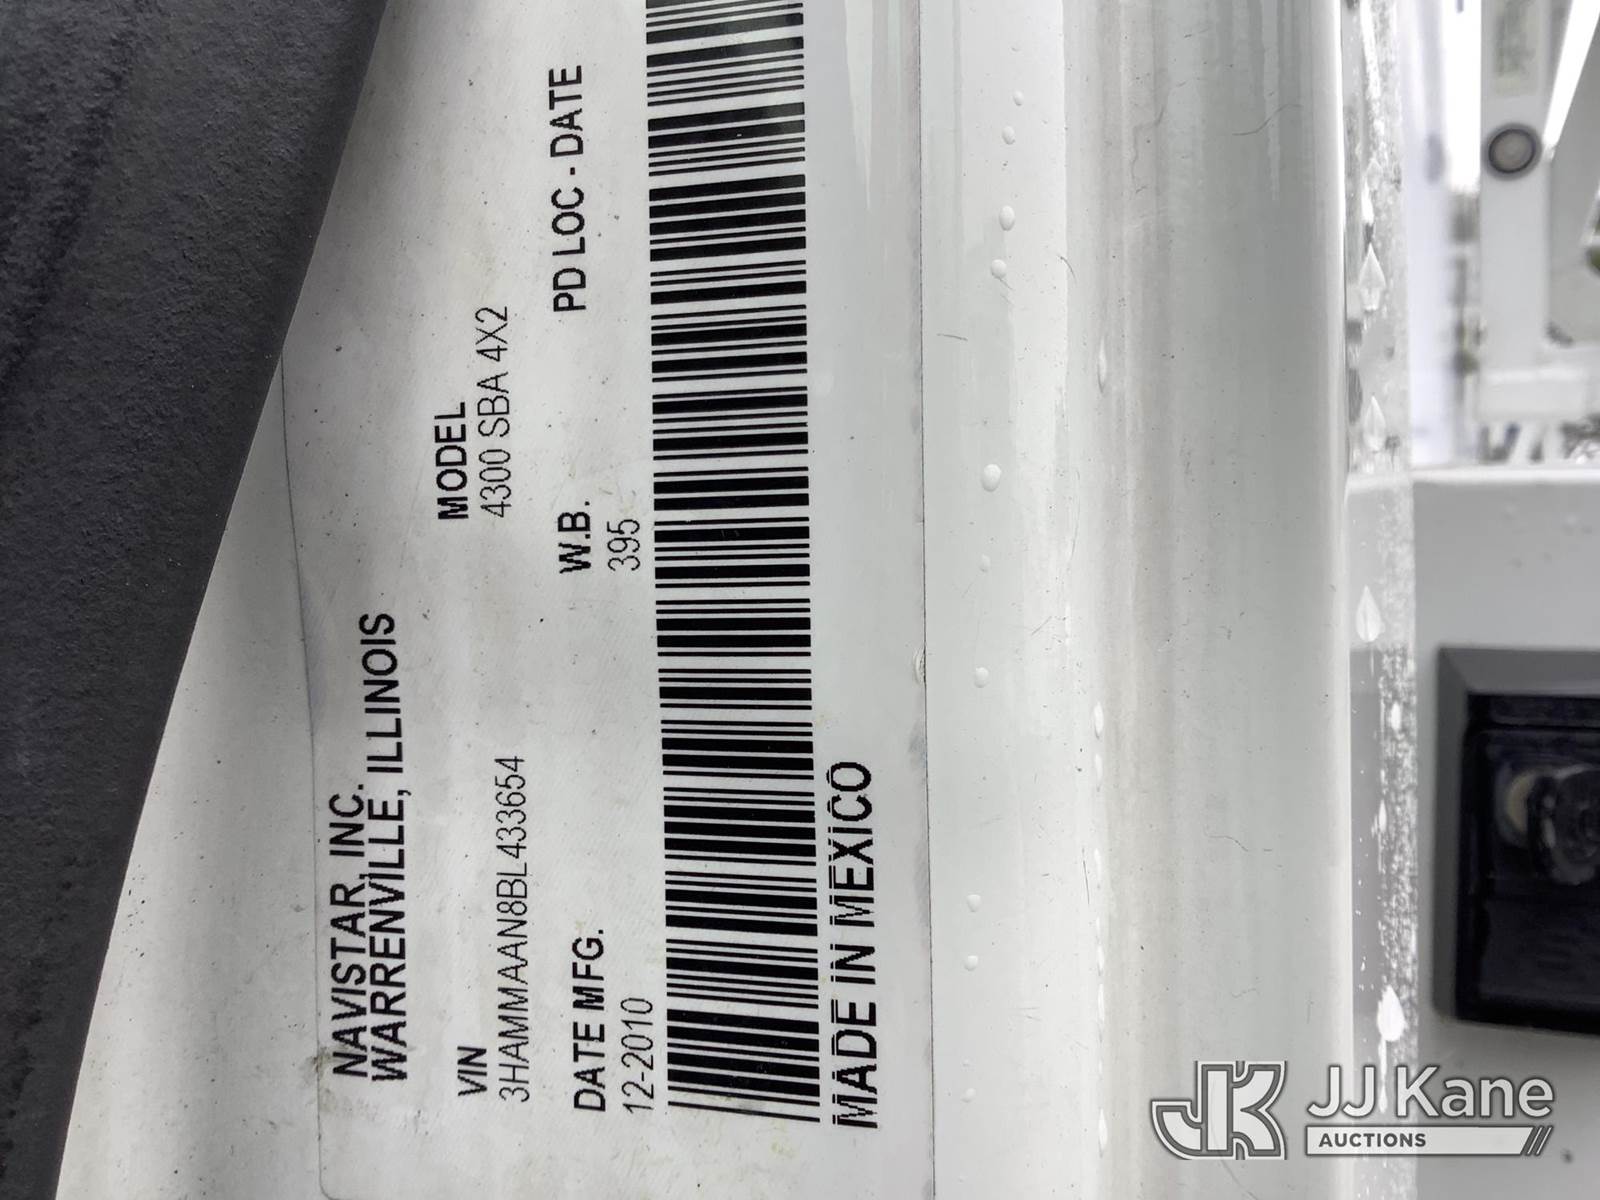 NAVISTAR, INC.
WARRENVILLE, ILLINOIS
VIN
3HAMMAAN8BL433654
MODEL
4300 SBA 4X2
DATE MFG.
12-2010
W.B.
395
PD LOC - DATE
MADE IN MEXICO
JK
JJ Kane
AUCTIONS